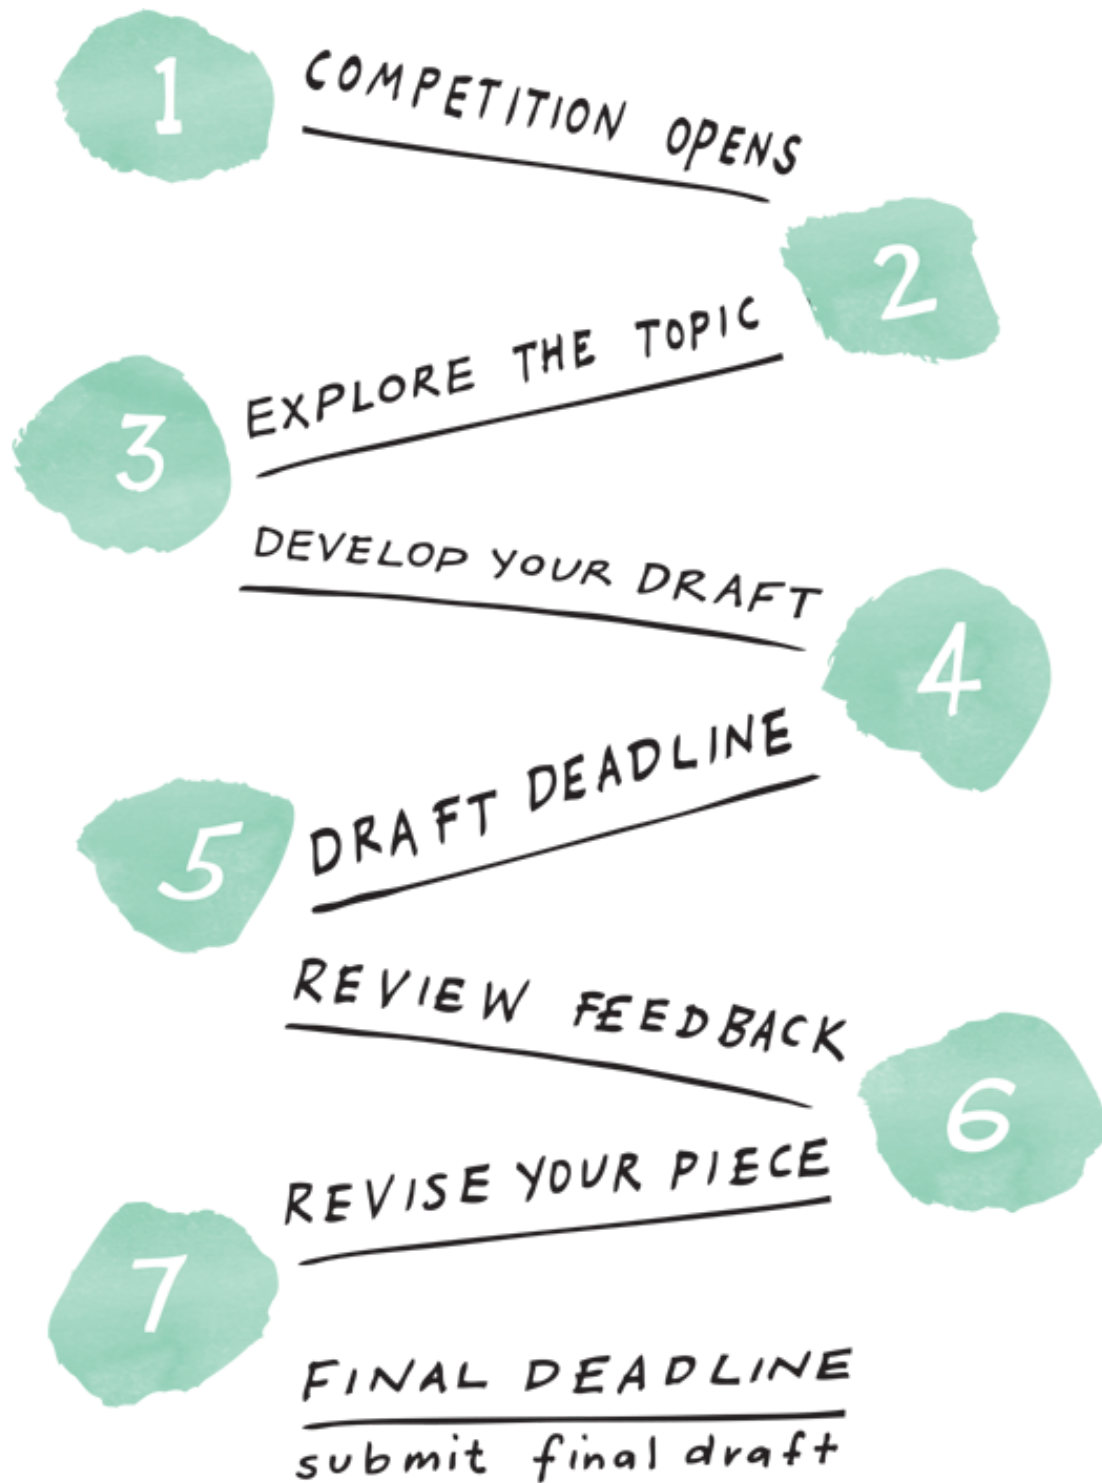 1
COMPETITION OPENS
2
EXPLORE THE TOPIC
3
DEVELOP YOUR DRAFT
4
DRAFT DEADLINE
5
REVIEW FEEDBACK
6
REVISE YOUR PIECE
7
FINAL DEADLINE
submit final draft